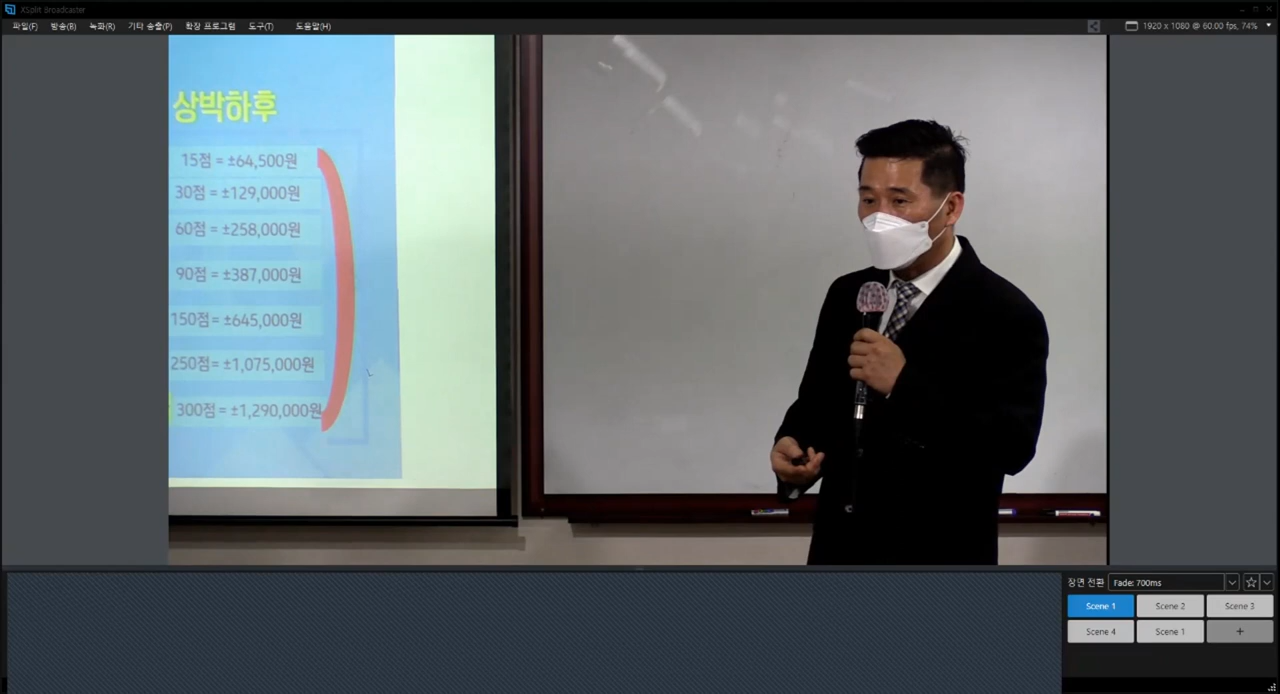 XSplit Broadcaster
파일(F) 방송(B) 녹화(R) 기타 송출(P) 확장 프로그램 도구(T) 도움말(H)
1920 x 1080 @ 60.00 fps, 74%
상박하후
15점 = ±64,500원
30점 = ±129,000원
60점 = ±258,000원
90점 = ±387,000원
150점 = ±645,000원
250점= ±1,075,000원
300점 = ±1,290,000원
장면 전환 Fade: 700ms
Scene 1 Scene 2 Scene 3
Scene 4 Scene 1 +